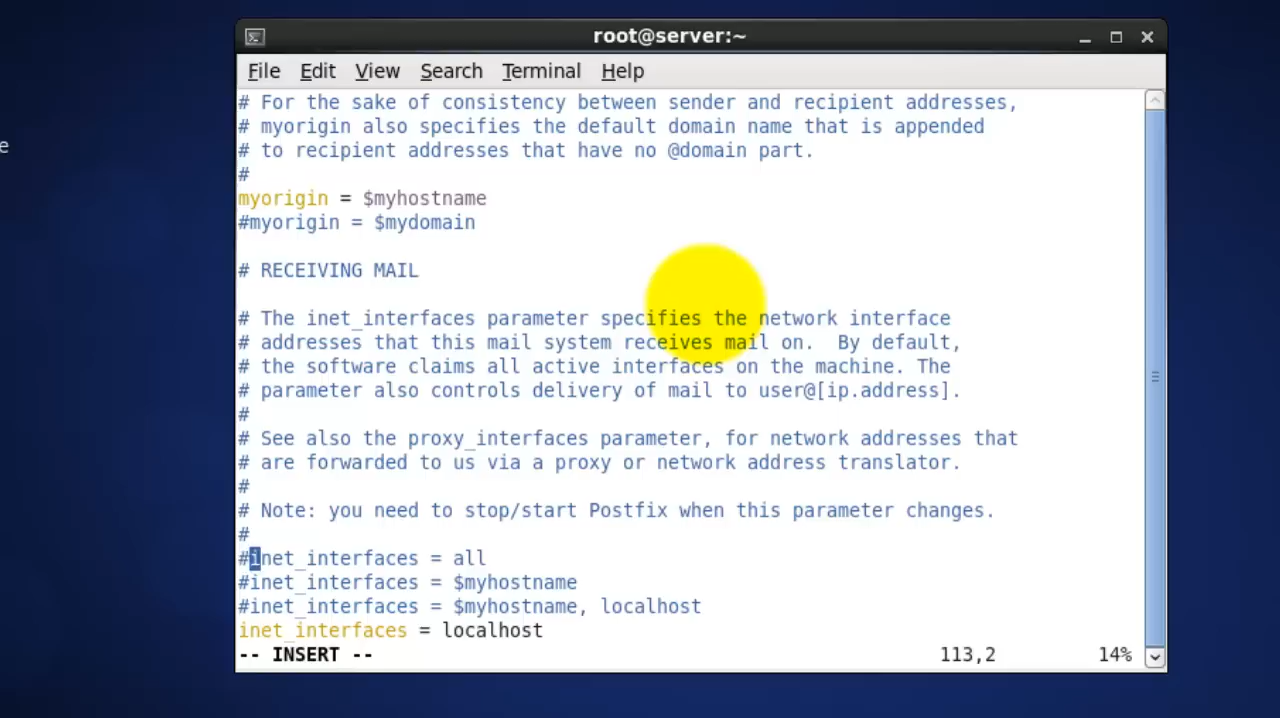 root@server:~
File Edit View Search Terminal Help
# For the sake of consistency between sender and recipient addresses,
# myorigin also specifies the default domain name that is appended
# to recipient addresses that have no @domain part.
#
myorigin = $myhostname
#myorigin = $mydomain
# RECEIVING MAIL
# The inet_interfaces parameter specifies the network interface
# addresses that this mail system receives mail on.  By default,
# the software claims all active interfaces on the machine. The
# parameter also controls delivery of mail to user@[ip.address].
#
# See also the proxy_interfaces parameter, for network addresses that
# are forwarded to us via a proxy or network address translator.
#
# Note: you need to stop/start Postfix when this parameter changes.
#
#inet_interfaces = all
#inet_interfaces = $myhostname
#inet_interfaces = $myhostname, localhost
inet_interfaces = localhost
-- INSERT -- 113,2 14%
e